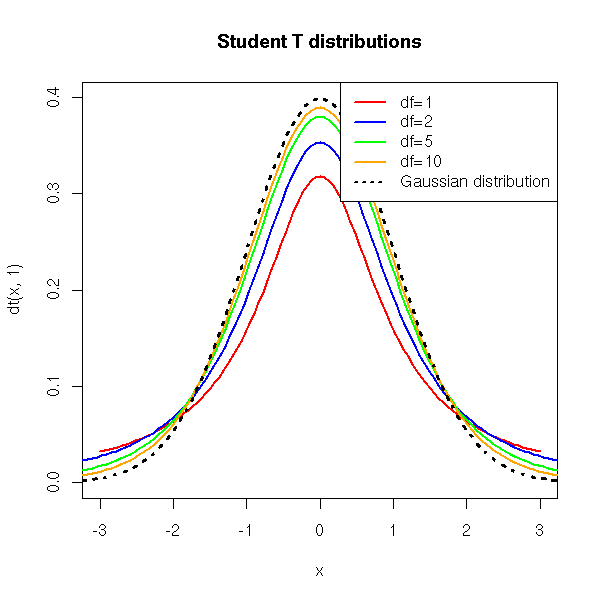 Student T distributions
df=1
df=2
df=5
df=10
Gaussian distribution
dt(x, 1)
0.4
0.3
0.2
0.1
0.0
-3 -2 -1 0 1 2 3
x